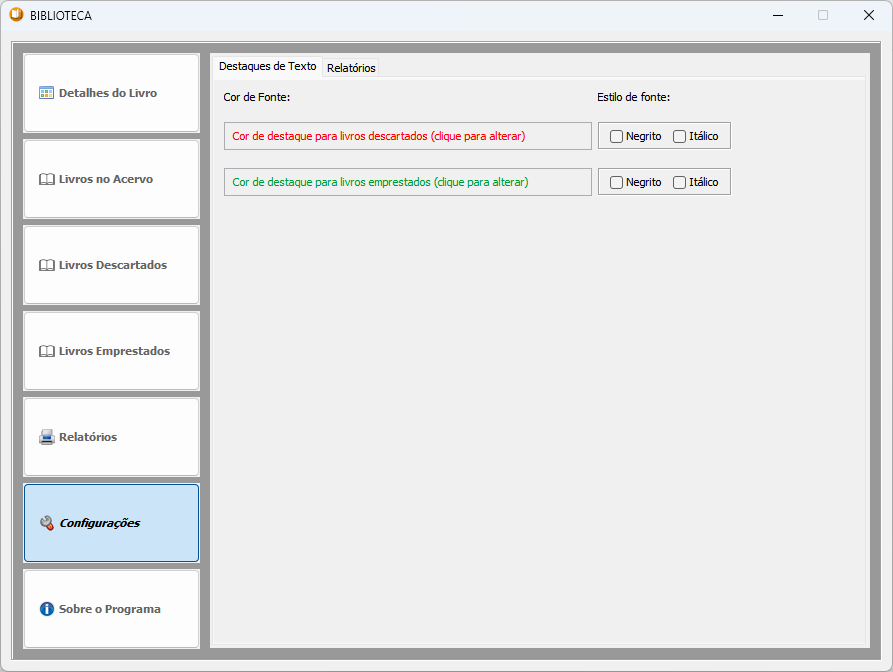 BIBLIOTECA
Detalhes do Livro
Livros no Acervo
Livros Descartados
Livros Emprestados
Relatórios
Configurações
Sobre o Programa
Destaques de Texto
Relatórios
Cor de Fonte:
Estilo de fonte:
Cor de destaque para livros descartados (clique para alterar)
Negrito
Itálico
Cor de destaque para livros emprestados (clique para alterar)
Negrito
Itálico